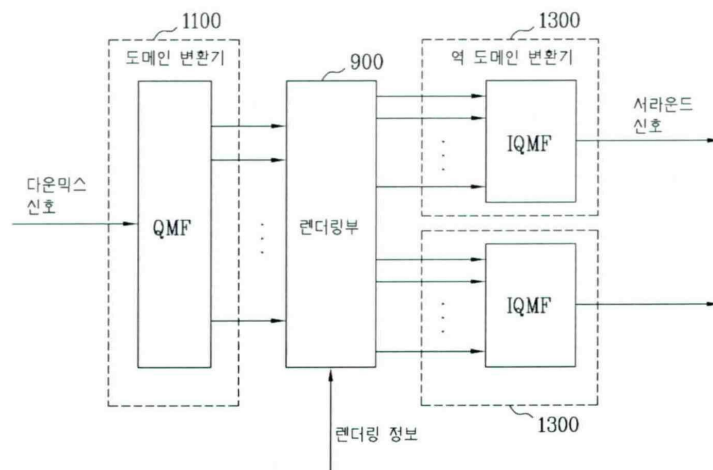 1100
1300
도메인 변환기
900
역 도메인 변환기
서라운드
신호
IQMF
다운믹스
신호
QMF
렌더링부
IQMF
1300
렌더링 정보